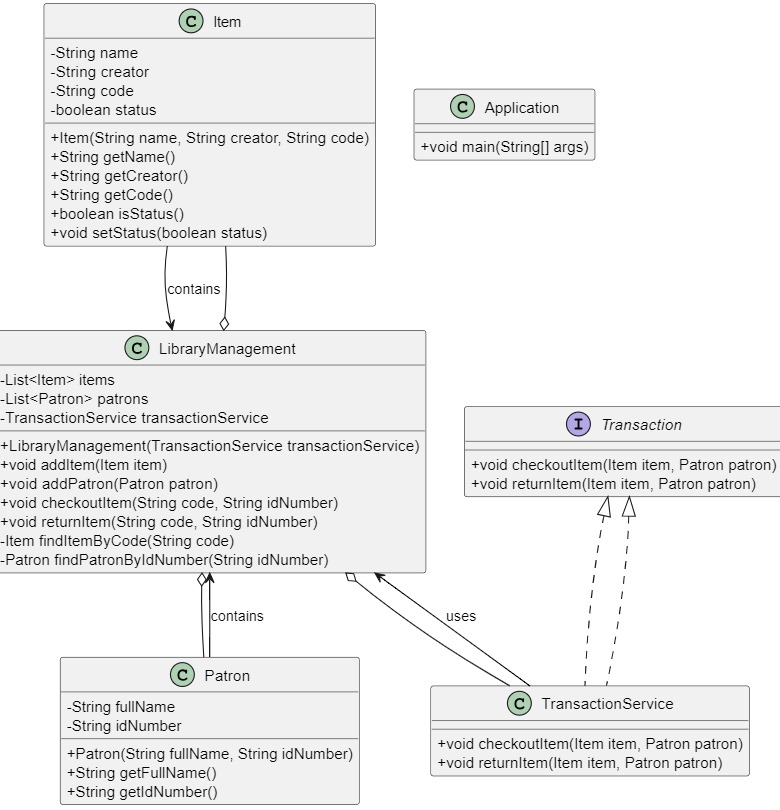 C Item
-String name
-String creator
-String code
-boolean status
+Item(String name, String creator, String code)
+String getName()
+String getCreator()
+String getCode()
+boolean isStatus()
+void setStatus(boolean status)
C Application
+void main(String[] args)
contains
C LibraryManagement
-List<Item> items
-List<Patron> patrons
-TransactionService transactionService
+LibraryManagement(TransactionService transactionService)
+void addItem(Item item)
+void addPatron(Patron patron)
+void checkoutItem(String code, String idNumber)
+void returnItem(String code, String idNumber)
-Item findItemByCode(String code)
-Patron findPatronByIdNumber(String idNumber)
I Transaction
+void checkoutItem(Item item, Patron patron)
+void returnItem(Item item, Patron patron)
contains
uses
C Patron
-String fullName
-String idNumber
+Patron(String fullName, String idNumber)
+String getFullName()
+String getIdNumber()
C TransactionService
+void checkoutItem(Item item, Patron patron)
+void returnItem(Item item, Patron patron)